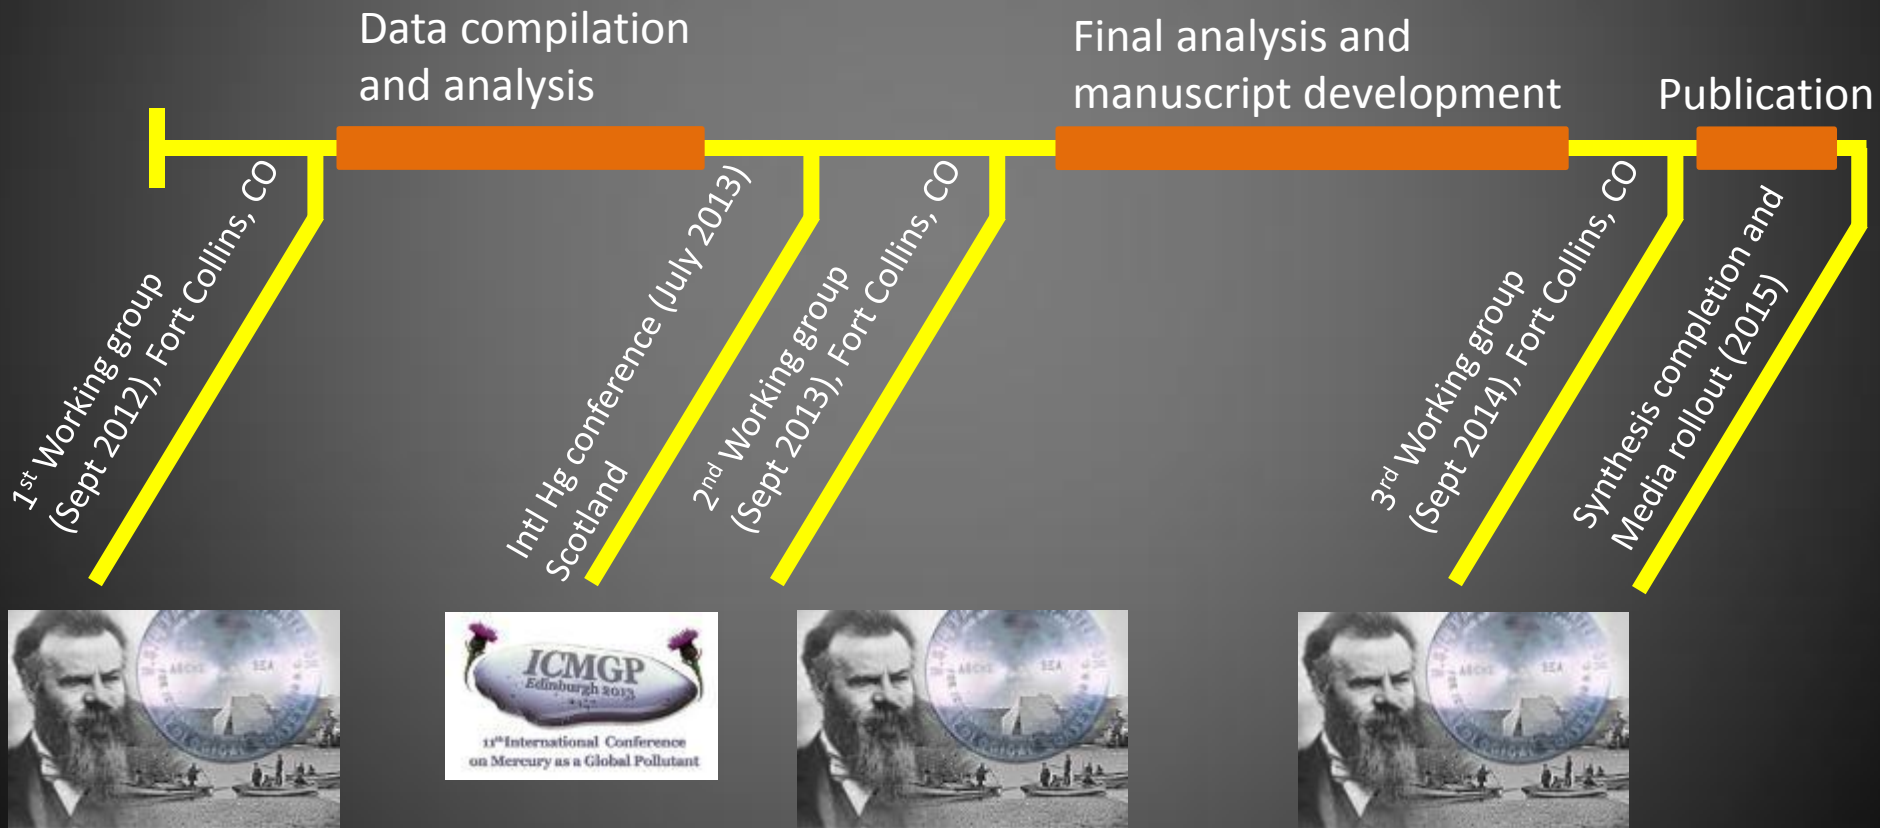 Data compilation
and analysis
Final analysis and
manuscript development
Publication
1st Working group
(Sept 2012), Fort Collins, CO
Intl Hg conference (July 2013)
Scotland
2nd Working group
(Sept 2013), Fort Collins, CO
3rd Working group
(Sept 2014), Fort Collins, CO
Synthesis completion and
Media rollout (2015)
ICMGP
Edinburgh 2013
11th International Conference
on Mercury as a Global Pollutant